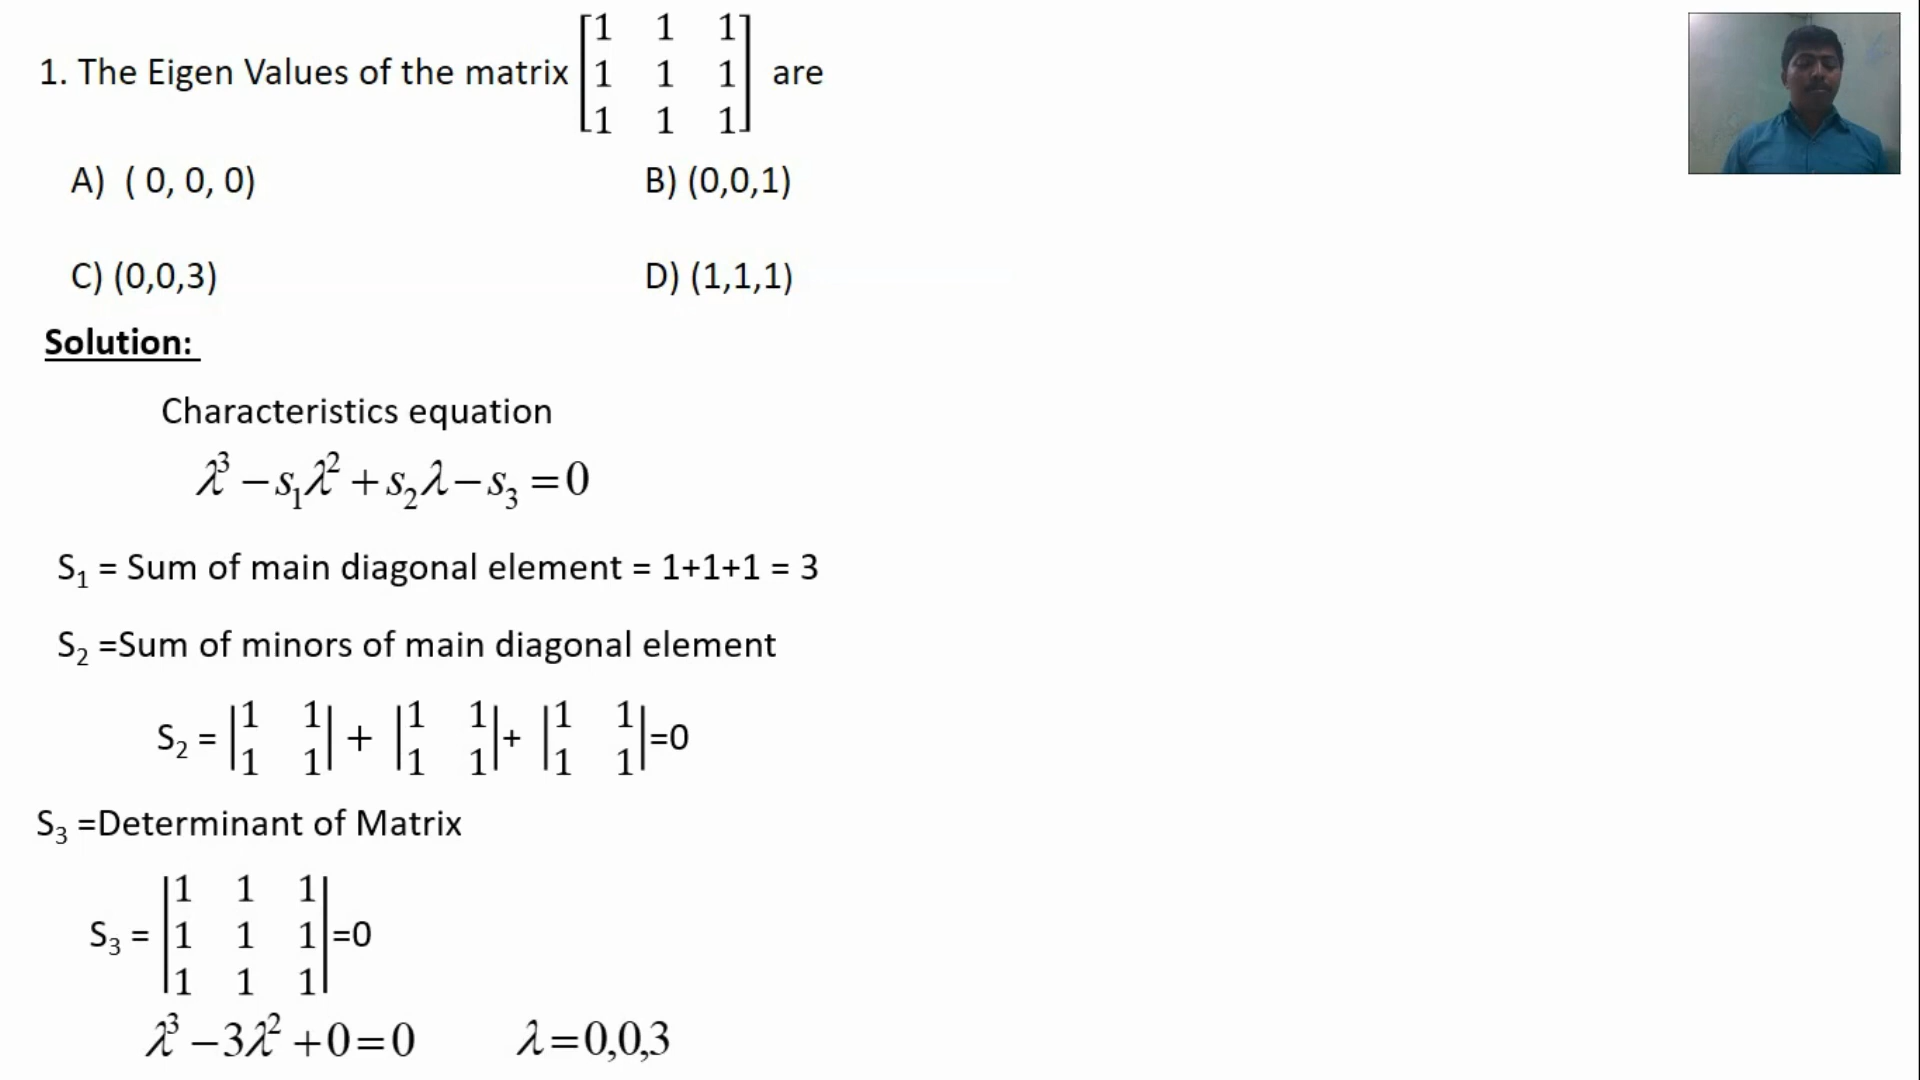 1. The Eigen Values of the matrix [1 1 1
1 1 1
1 1 1] are
A) ( 0, 0, 0) B) (0,0,1)
C) (0,0,3) D) (1,1,1)
Solution:
Characteristics equation
λ³ − s₁λ² + s₂λ − s₃ = 0
S₁ = Sum of main diagonal element = 1+1+1 = 3
S₂ =Sum of minors of main diagonal element
S₂ = |1 1
1 1| + |1 1
1 1| + |1 1
1 1| =0
S₃ =Determinant of Matrix
S₃ = |1 1 1
1 1 1
1 1 1| =0
λ³ − 3λ² + 0 = 0 λ = 0,0,3